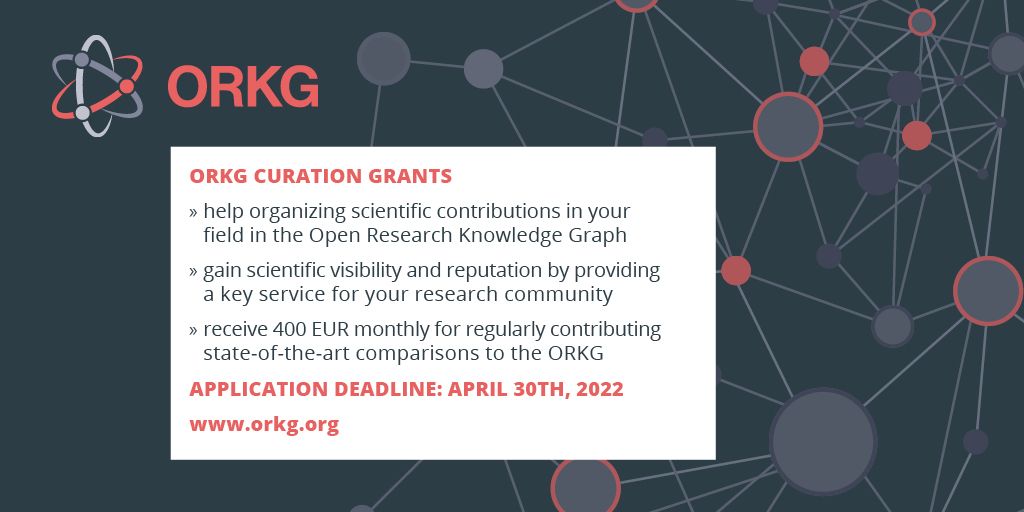 ORKG
ORKG CURATION GRANTS
» help organizing scientific contributions in your
field in the Open Research Knowledge Graph
» gain scientific visibility and reputation by providing
a key service for your research community
» receive 400 EUR monthly for regularly contributing
state-of-the-art comparisons to the ORKG
APPLICATION DEADLINE: APRIL 30TH, 2022
www.orkg.org